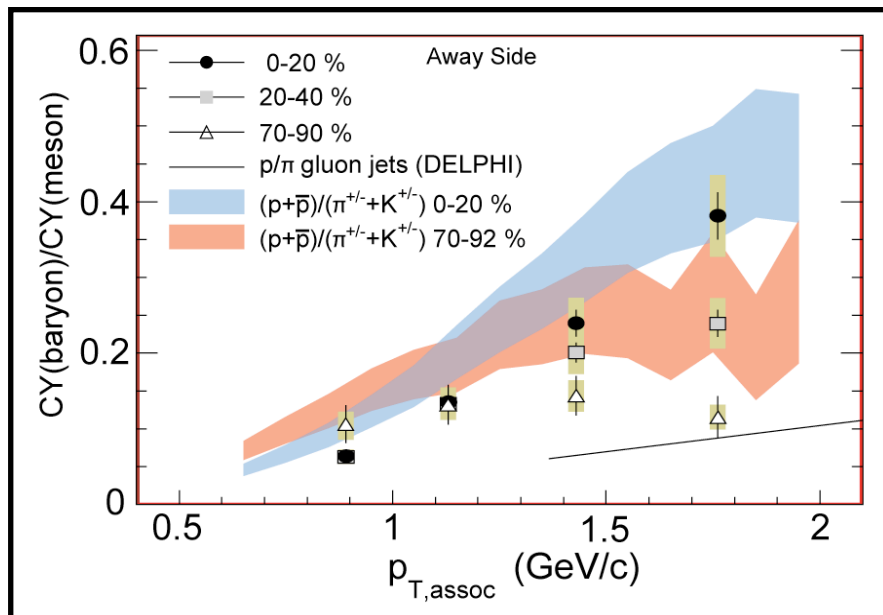 0.6
0.4
0.2
0
CY(baryon)/CY(meson)
Away Side
0-20 %
20-40 %
70-90 %
p/π gluon jets (DELPHI)
(p+p̅)/(π⁺ᐟ⁻+K⁺ᐟ⁻) 0-20 %
(p+p̅)/(π⁺ᐟ⁻+K⁺ᐟ⁻) 70-92 %
0.5 1 1.5 2
p_T,assoc (GeV/c)